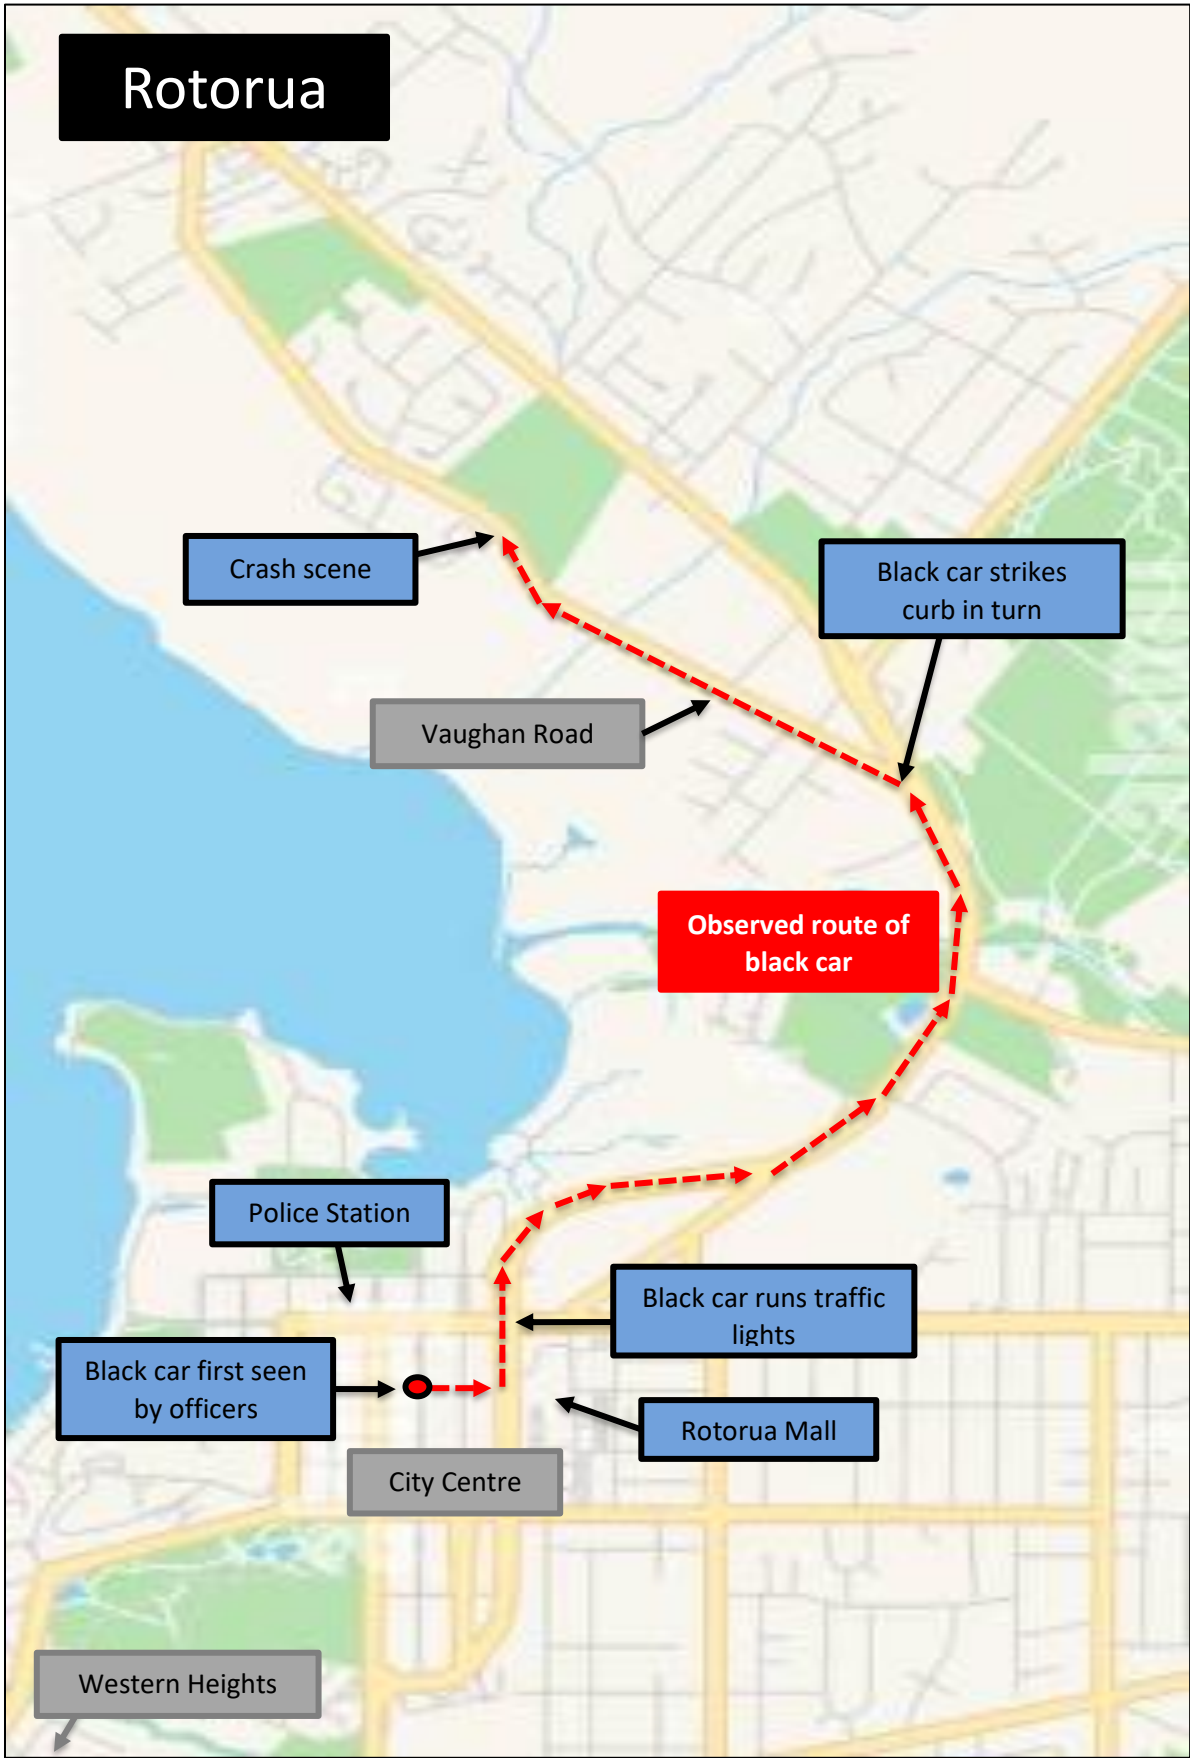 Rotorua
Crash scene
Black car strikes
curb in turn
Vaughan Road
Observed route of
black car
Police Station
Black car runs traffic
lights
Black car first seen
by officers
Rotorua Mall
City Centre
Western Heights